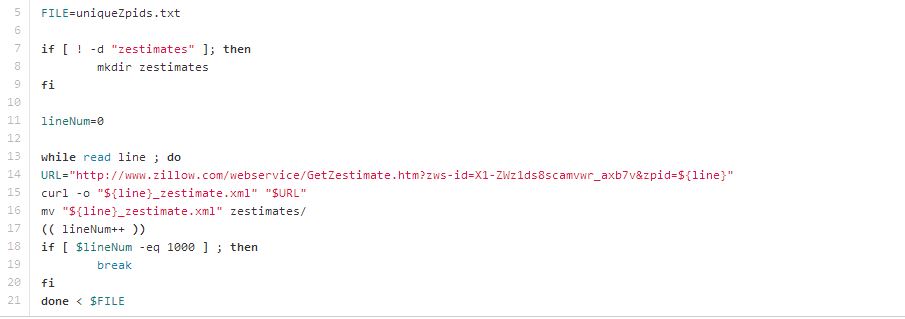 5 FILE=uniqueZpids.txt
6
7 if [ ! -d "zestimates" ]; then
8 mkdir zestimates
9 fi
10
11 lineNum=0
12
13 while read line ; do
14 URL="http://www.zillow.com/webservice/GetZestimate.htm?zws-id=X1-ZWz1ds8scamvwr_axb7v&zpid=${line}"
15 curl -o "${line}_zestimate.xml" "$URL"
16 mv "${line}_zestimate.xml" zestimates/
17 (( lineNum++ ))
18 if [ $lineNum -eq 1000 ] ; then
19 break
20 fi
21 done < $FILE